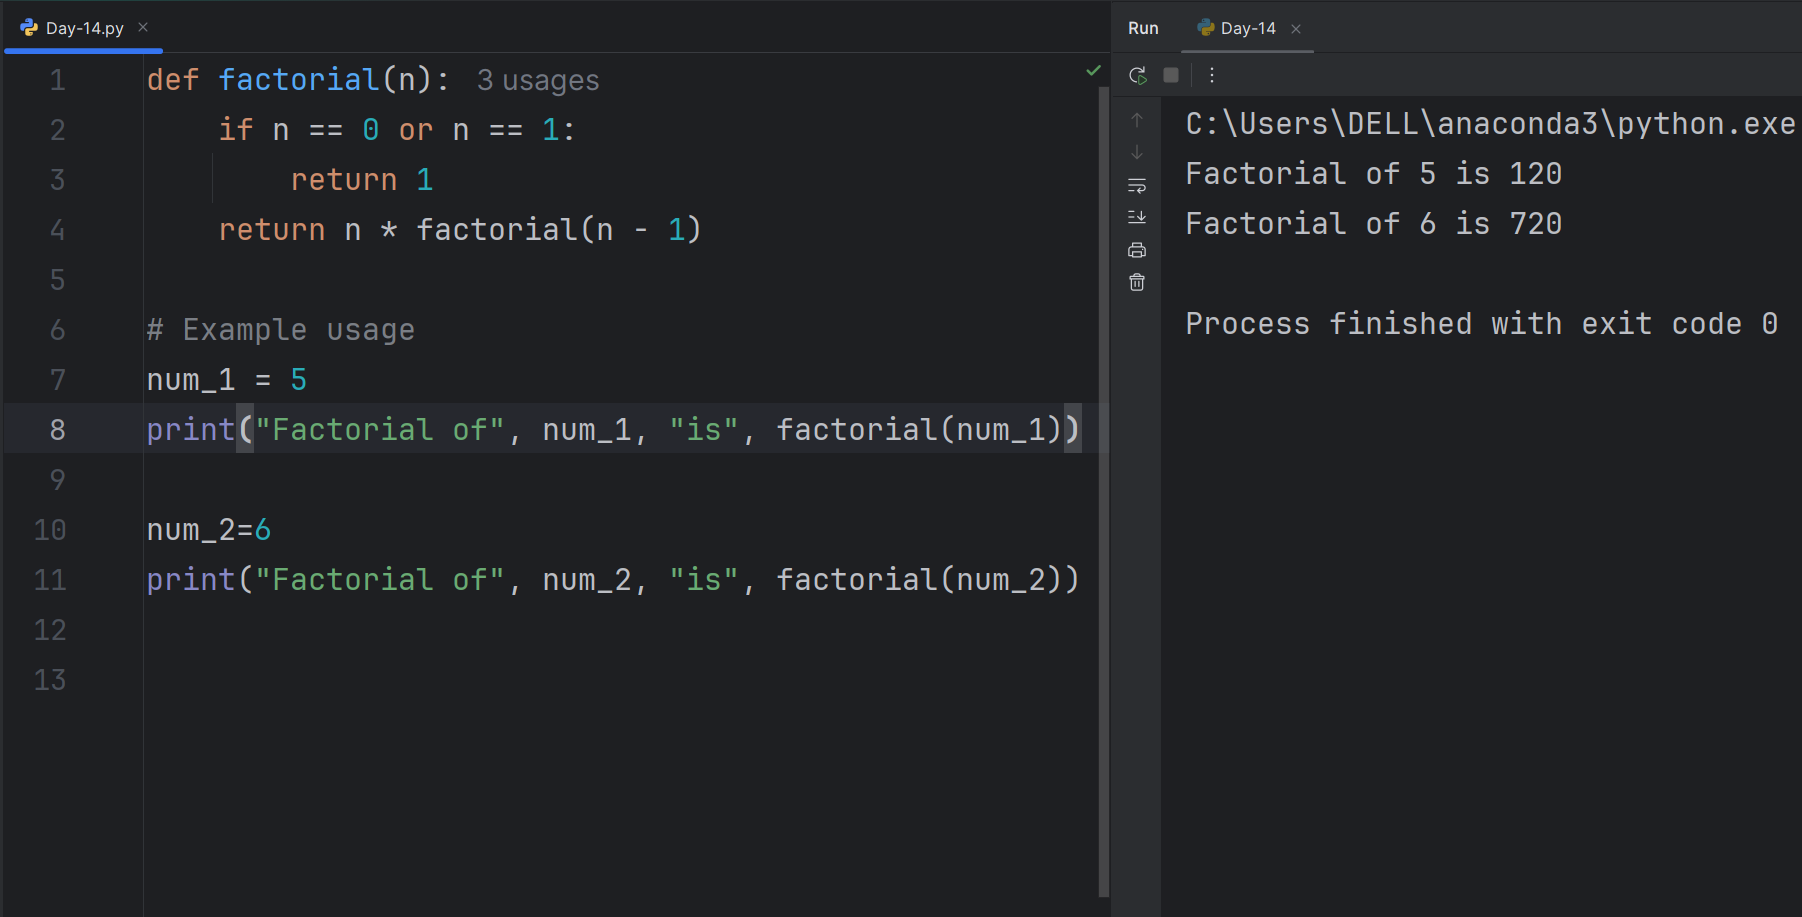 Day-14.py
1 def factorial(n): 3 usages
2     if n == 0 or n == 1:
3         return 1
4     return n * factorial(n - 1)
5
6 # Example usage
7 num_1 = 5
8 print("Factorial of", num_1, "is", factorial(num_1))
9
10 num_2=6
11 print("Factorial of", num_2, "is", factorial(num_2))
12
13
Run Day-14
C:\Users\DELL\anaconda3\python.exe
Factorial of 5 is 120
Factorial of 6 is 720
Process finished with exit code 0